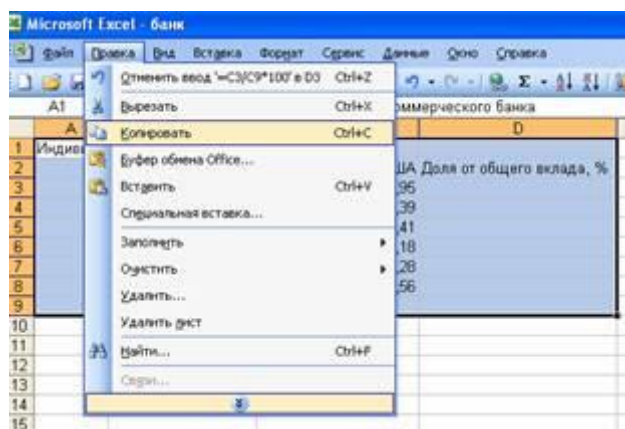 Microsoft Excel - банк
Файл Правка Вид Вставка Формат Сервис Данные Окно Справка
Отменить ввод '=C3/C9*100' в D3 Ctrl+Z
A1
Вырезать Ctrl+X
ммерческого банка
A
D
Копировать Ctrl+C
1 Индив
Буфер обмена Office...
2
ША Доля от общего вклада, %
3
Вставить Ctrl+V
,95
4
Специальная вставка...
,39
5
,41
6
Заполнить
,18
7
Очистить
,28
8
Удалить...
,56
9
Удалить лист
10
11
Найти... Ctrl+F
12
13
Связи...
14
15